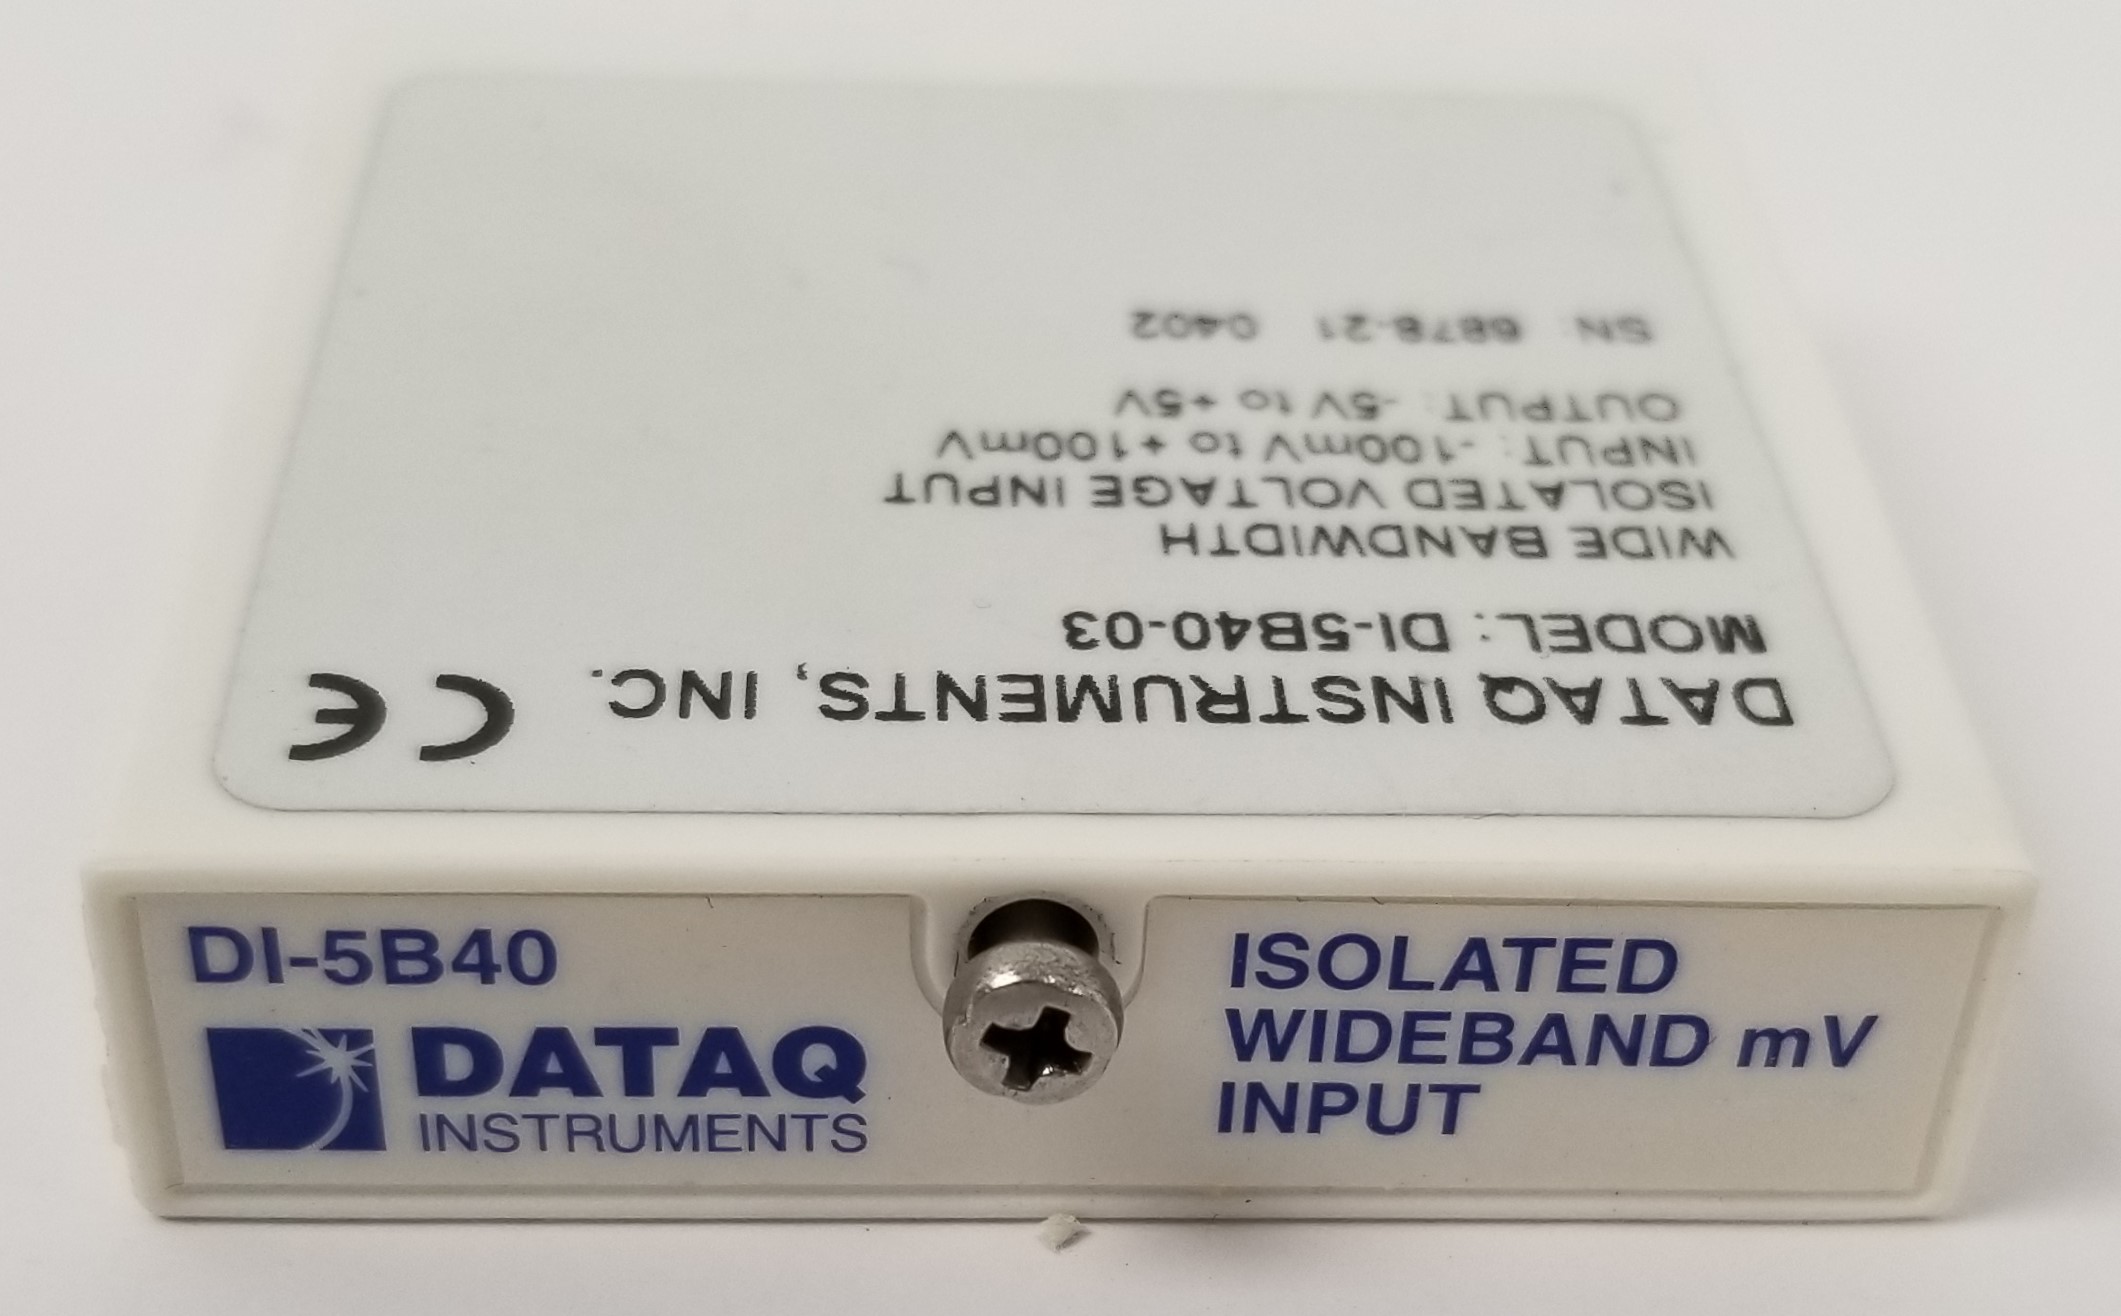 DATAQ INSTRUMENTS, INC. CE
MODEL: DI-5B40-03
WIDE BANDWIDTH
ISOLATED VOLTAGE INPUT
INPUT: -100mV to +100mV
OUTPUT: -5V to +5V
SN: 6878-21 0402
DI-5B40
DATAQ
INSTRUMENTS
ISOLATED
WIDEBAND mV
INPUT